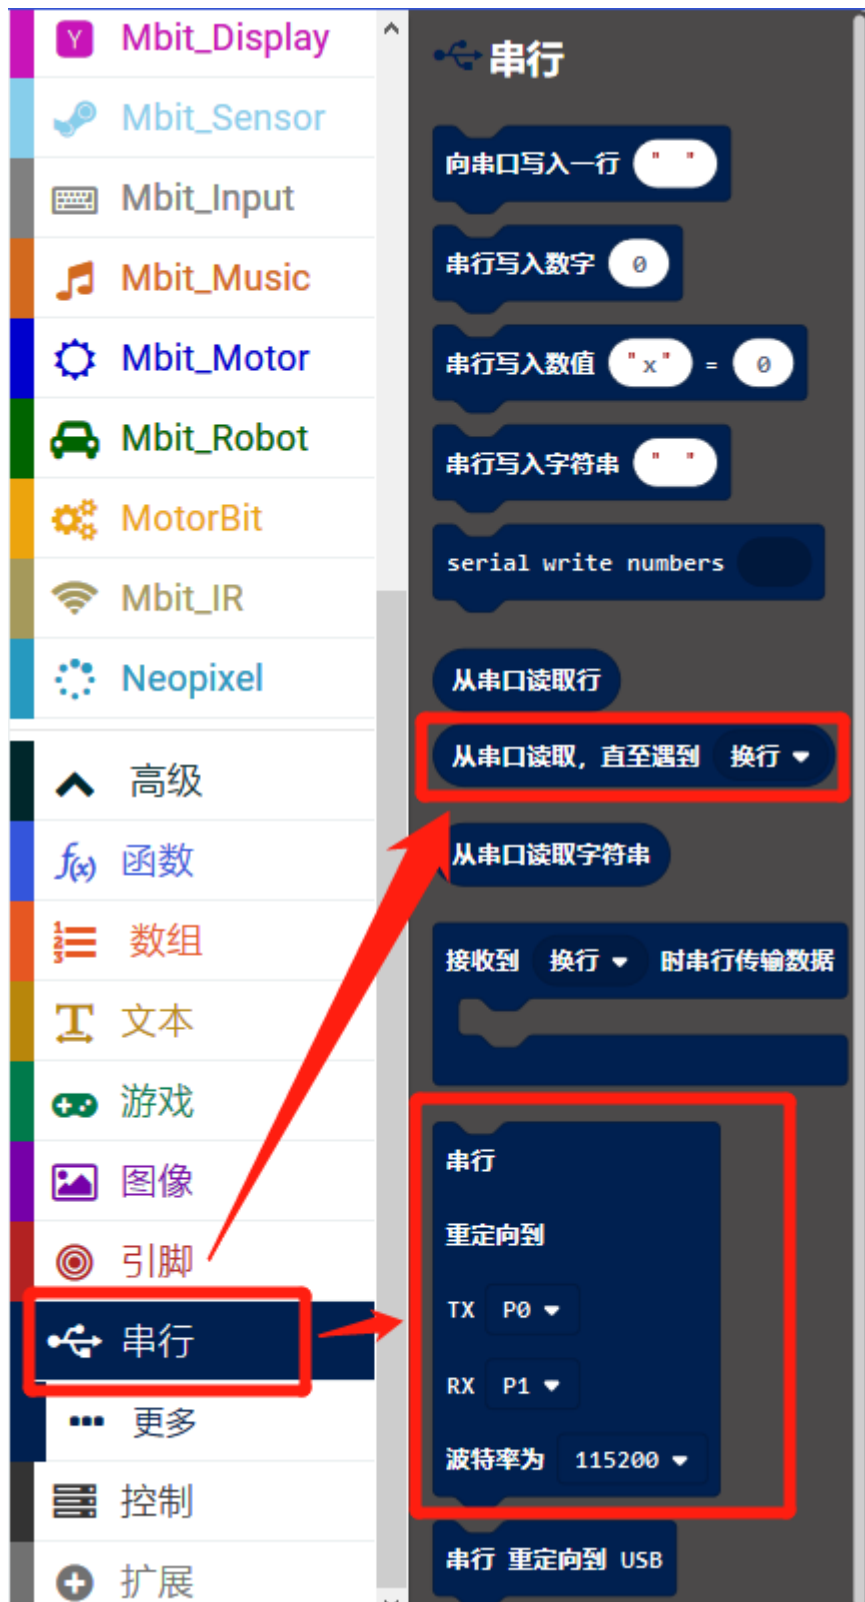 Mbit_Display
Mbit_Sensor
Mbit_Input
Mbit_Music
Mbit_Motor
Mbit_Robot
MotorBit
Mbit_IR
Neopixel
高级
f(x) 函数
数组
文本
游戏
图像
引脚
串行
更多
控制
扩展
串行
向串口写入一行 " "
串行写入数字 0
串行写入数值 "x" = 0
串行写入字符串 " "
serial write numbers
从串口读取行
从串口读取，直至遇到 换行
从串口读取字符串
接收到 换行 时串行传输数据
串行
重定向到
TX P0
RX P1
波特率为 115200
串行 重定向到 USB